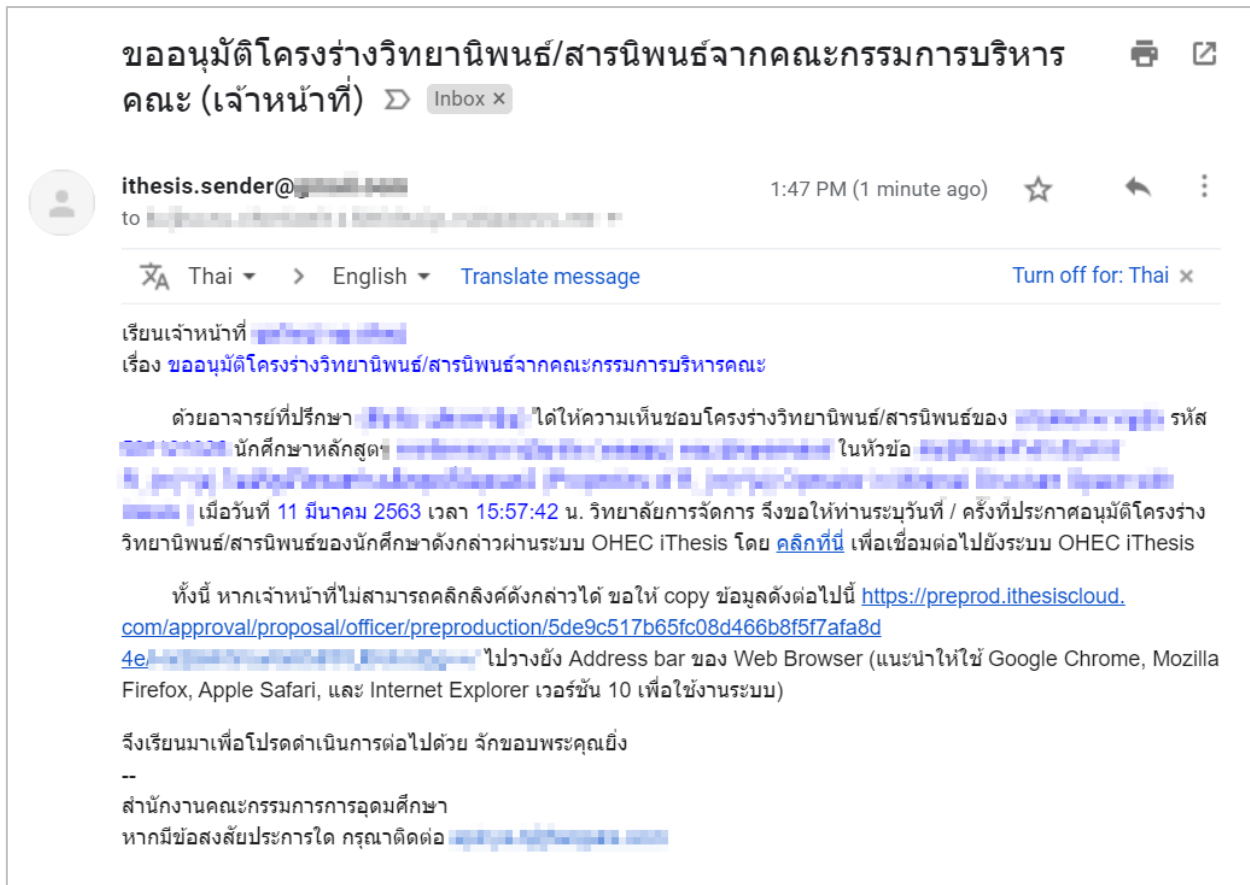 ขออนุมัติโครงร่างวิทยานิพนธ์/สารนิพนธ์จากคณะกรรมการบริหาร
คณะ (เจ้าหน้าที่) Inbox ×
ithesis.sender@ 1:47 PM (1 minute ago)
to
Thai > English Translate message Turn off for: Thai ×
เรียนเจ้าหน้าที่
เรื่อง ขออนุมัติโครงร่างวิทยานิพนธ์/สารนิพนธ์จากคณะกรรมการบริหารคณะ
ด้วยอาจารย์ที่ปรึกษา ได้ให้ความเห็นชอบโครงร่างวิทยานิพนธ์/สารนิพนธ์ของ รหัส
นักศึกษาหลักสูตร ในหัวข้อ
เมื่อวันที่ 11 มีนาคม 2563 เวลา 15:57:42 น. วิทยาลัยการจัดการ จึงขอให้ท่านระบุวันที่ / ครั้งที่ประกาศอนุมัติโครงร่าง
วิทยานิพนธ์/สารนิพนธ์ของนักศึกษาดังกล่าวผ่านระบบ OHEC iThesis โดย คลิกที่นี่ เพื่อเชื่อมต่อไปยังระบบ OHEC iThesis
ทั้งนี้ หากเจ้าหน้าที่ไม่สามารถคลิกลิงค์ดังกล่าวได้ ขอให้ copy ข้อมูลดังต่อไปนี้ https://preprod.ithesiscloud.
com/approval/proposal/officer/preproduction/5de9c517b65fc08d466b8f5f7afa8d
4e/ ไปวางยัง Address bar ของ Web Browser (แนะนำให้ใช้ Google Chrome, Mozilla
Firefox, Apple Safari, และ Internet Explorer เวอร์ชัน 10 เพื่อใช้งานระบบ)
จึงเรียนมาเพื่อโปรดดำเนินการต่อไปด้วย จักขอบพระคุณยิ่ง
--
สำนักงานคณะกรรมการการอุดมศึกษา
หากมีข้อสงสัยประการใด กรุณาติดต่อ